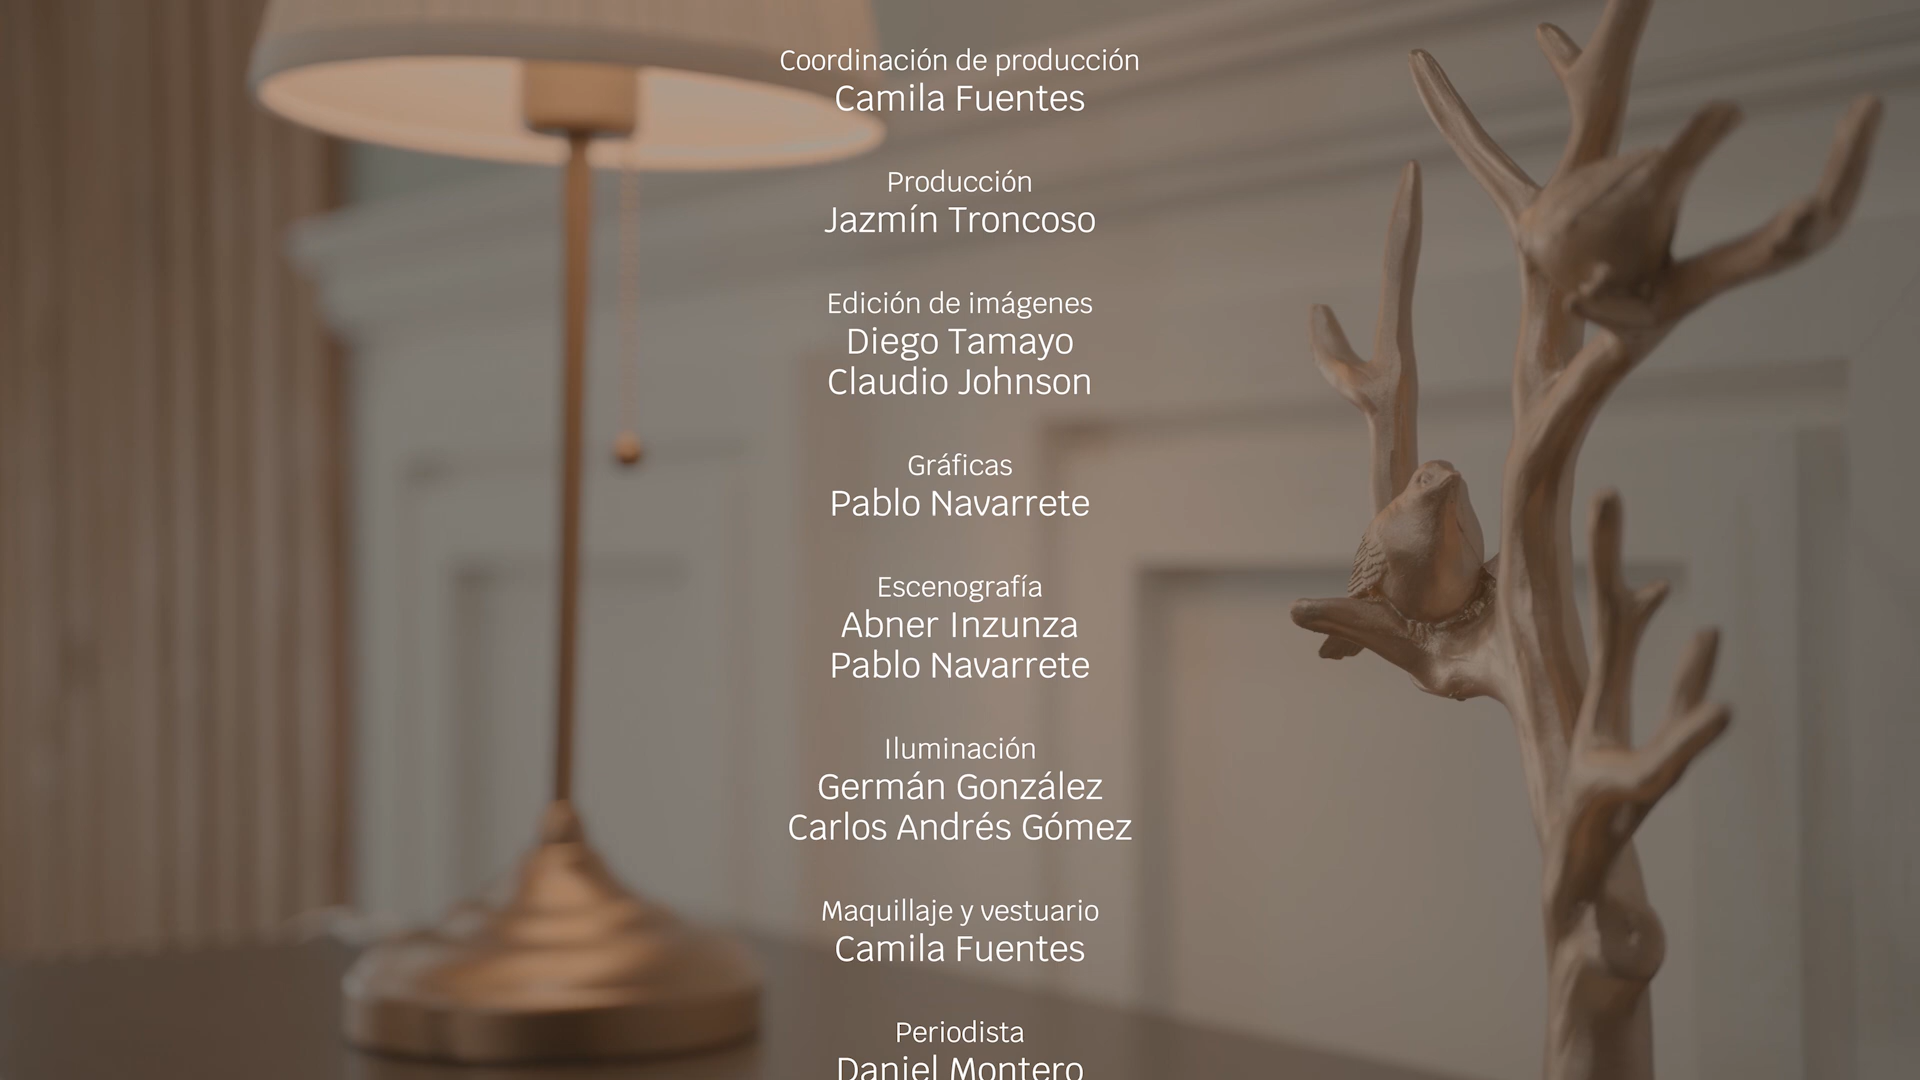 Coordinación de producción
Camila Fuentes
Producción
Jazmín Troncoso
Edición de imágenes
Diego Tamayo
Claudio Johnson
Gráficas
Pablo Navarrete
Escenografía
Abner Inzunza
Pablo Navarrete
Iluminación
Germán González
Carlos Andrés Gómez
Maquillaje y vestuario
Camila Fuentes
Periodista
Daniel Montero